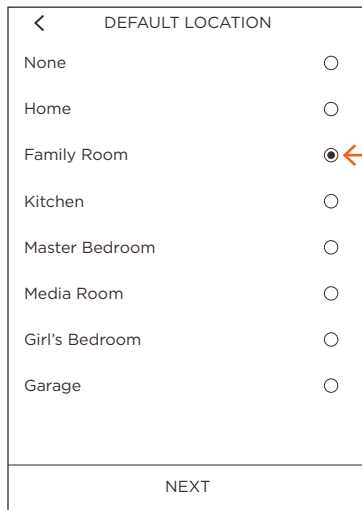 DEFAULT LOCATION
None
Home
Family Room
Kitchen
Master Bedroom
Media Room
Girl's Bedroom
Garage
NEXT